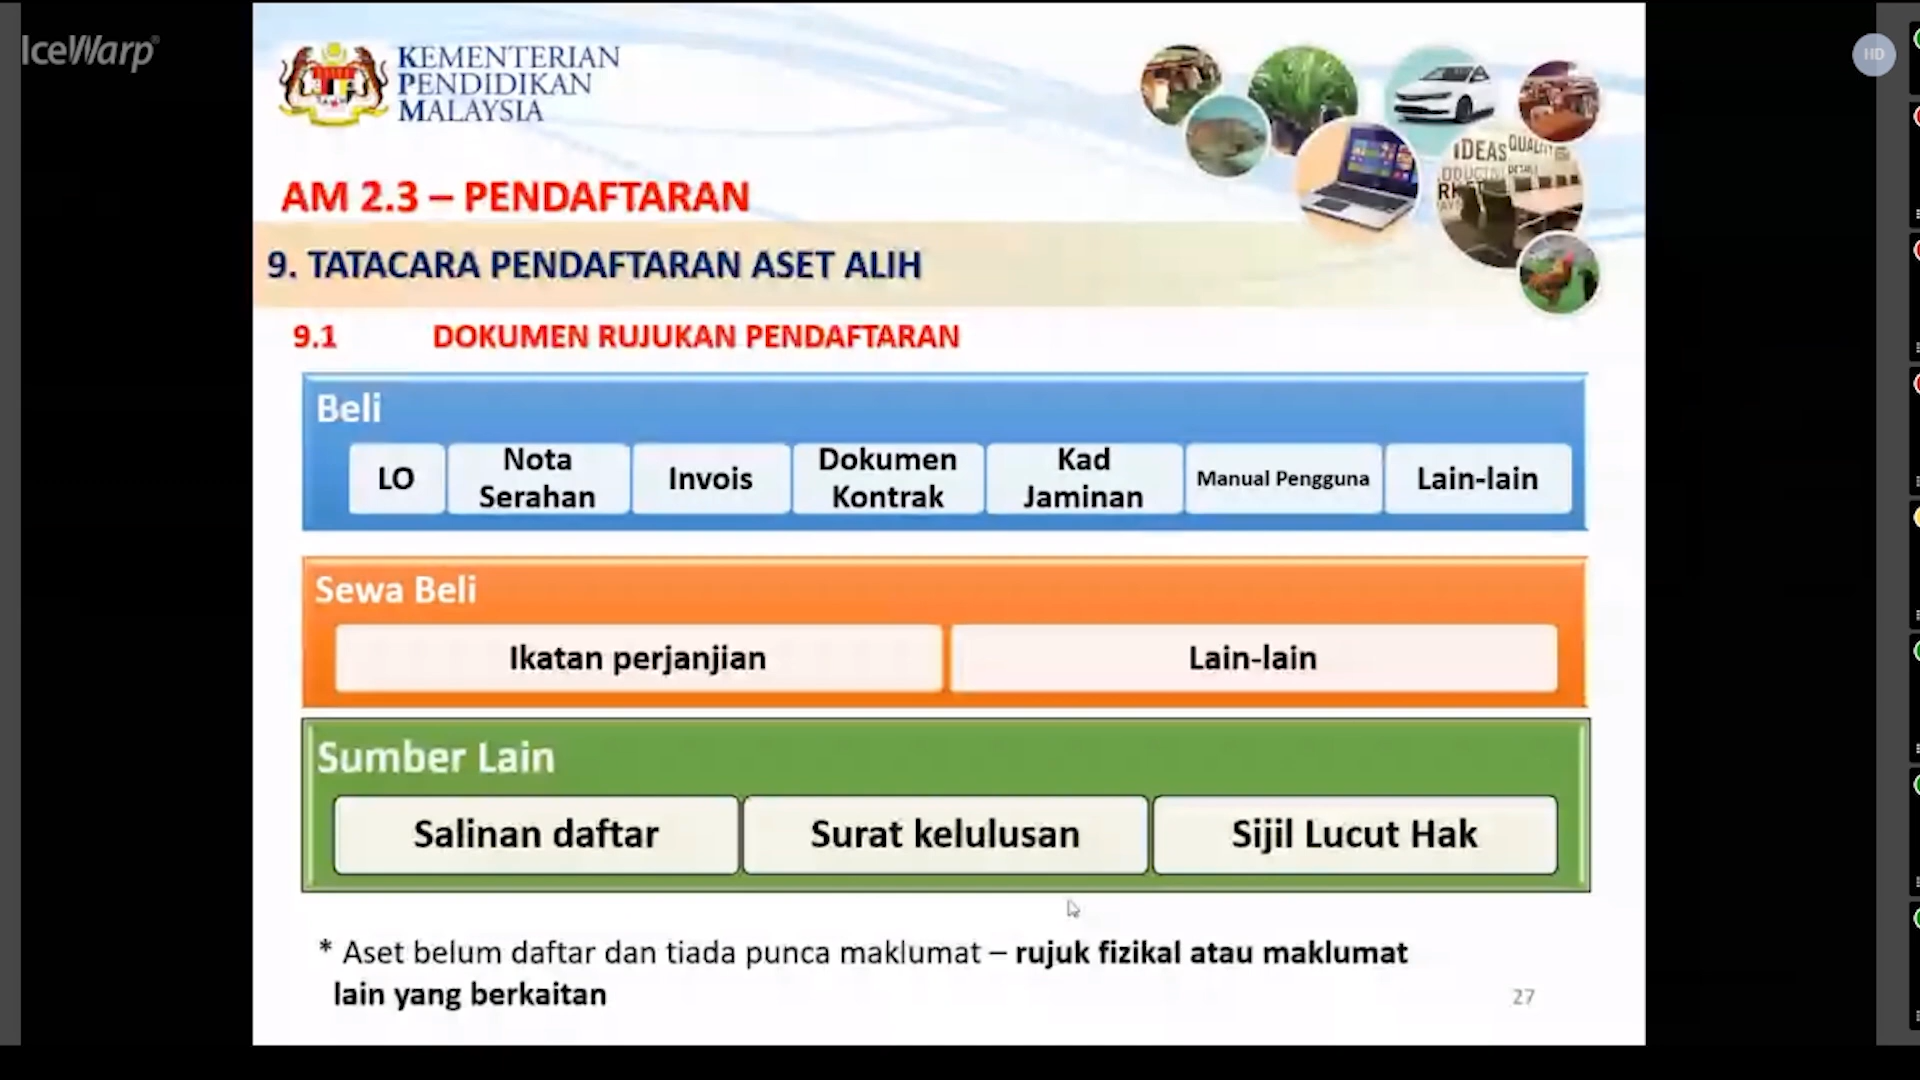 IceWarp
HD
KEMENTERIAN
PENDIDIKAN
MALAYSIA
IDEAS QUALITY
AM 2.3 – PENDAFTARAN
9. TATACARA PENDAFTARAN ASET ALIH
9.1 DOKUMEN RUJUKAN PENDAFTARAN
Beli
LO
Nota
Serahan
Invois
Dokumen
Kontrak
Kad
Jaminan
Manual Pengguna
Lain-lain
Sewa Beli
Ikatan perjanjian
Lain-lain
Sumber Lain
Salinan daftar
Surat kelulusan
Sijil Lucut Hak
* Aset belum daftar dan tiada punca maklumat – rujuk fizikal atau maklumat
lain yang berkaitan
27